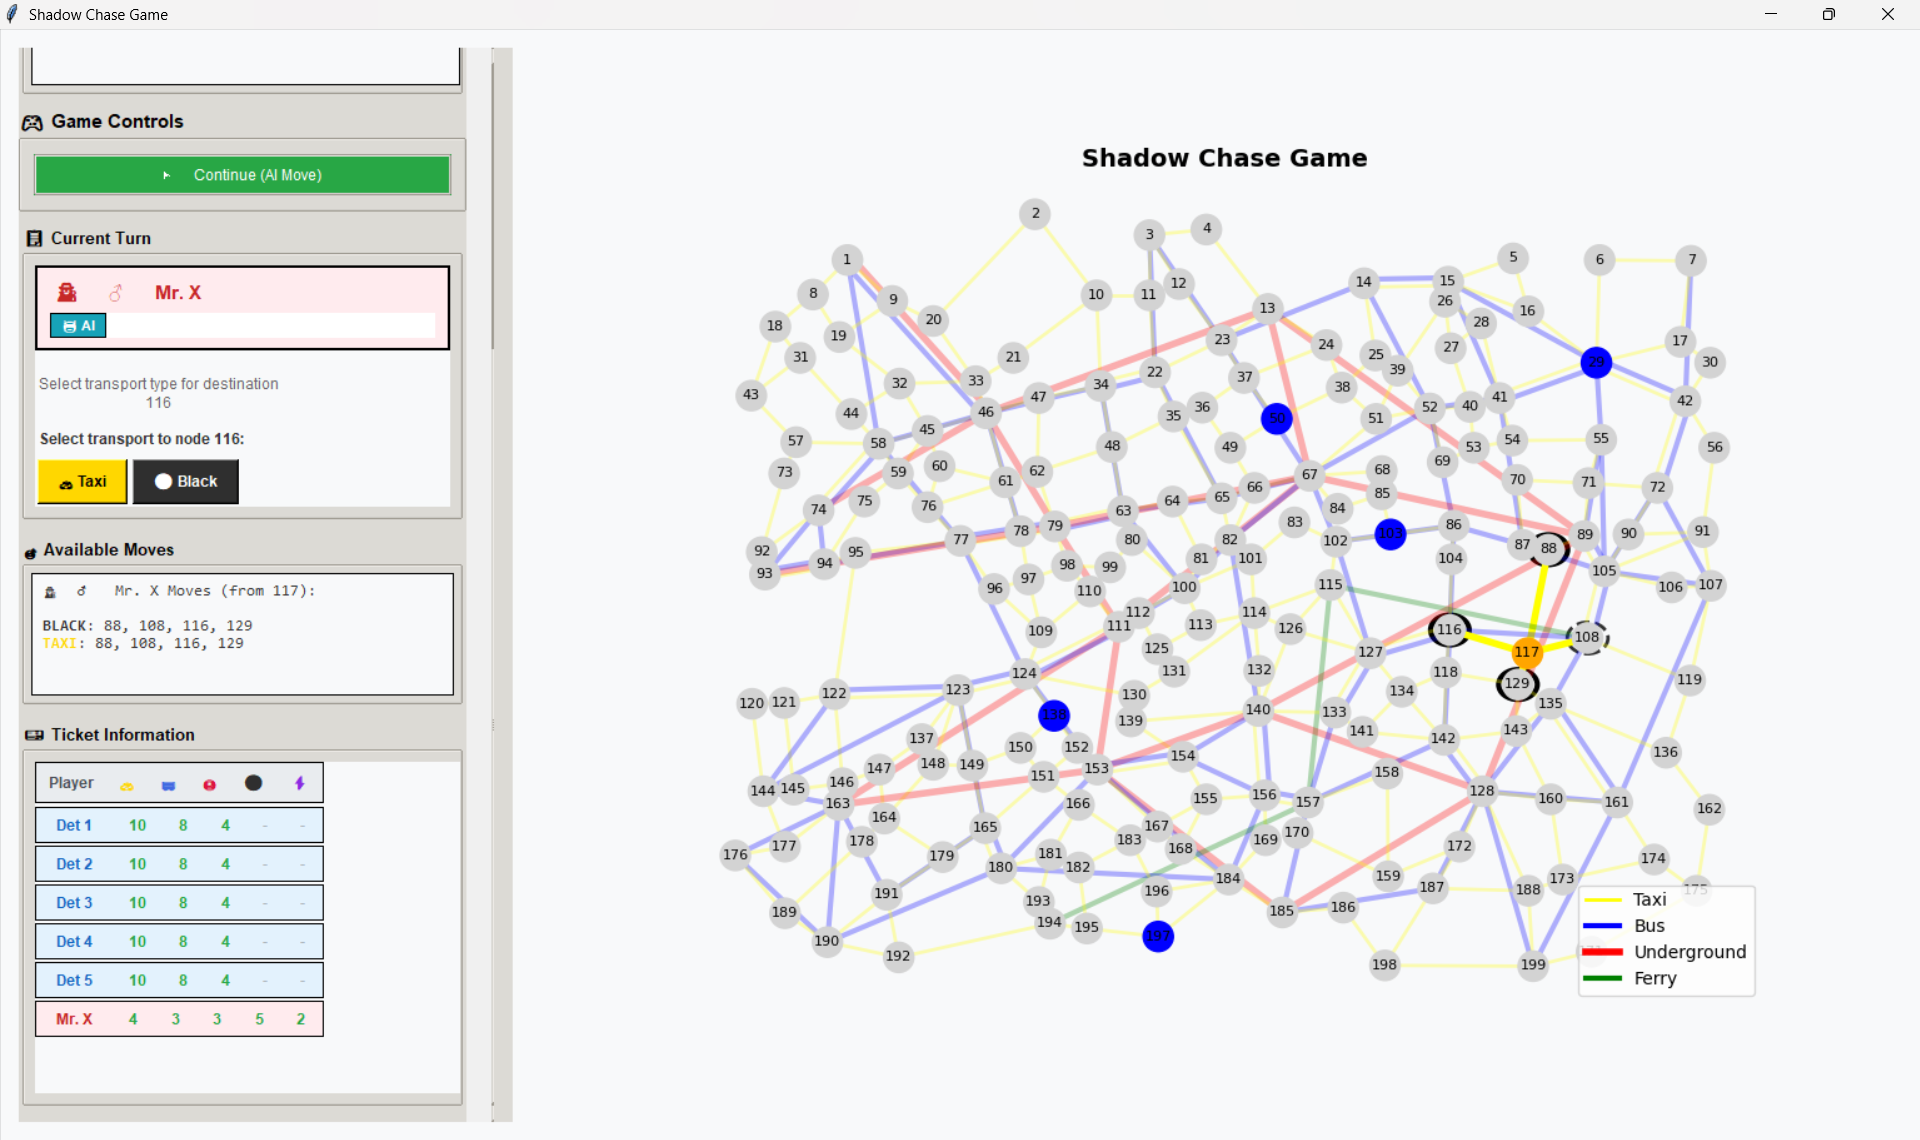 Shadow Chase Game
Game Controls
Continue (AI Move)
Current Turn
Mr. X
AI
Select transport type for destination
116
Select transport to node 116:
Taxi
Black
Available Moves
Mr. X Moves (from 117):
BLACK: 88, 108, 116, 129
TAXI: 88, 108, 116, 129
Ticket Information
Player
Det 1 10 8 4 - -
Det 2 10 8 4 - -
Det 3 10 8 4 - -
Det 4 10 8 4 - -
Det 5 10 8 4 - -
Mr. X 4 3 3 5 2
Shadow Chase Game
2
3 4
1 5 6 7
8 9 10 11 12 13 14 15 26 16
18 19 20 23 24 28 17
31 21 22 25 27 29 30
43 32 33 47 34 37 38 39
44 46 35 36 50 51 52 40 41 42
57 58 45 48 49 53 54 55 56
73 59 60 62 61 66 67 68 69
74 75 76 63 64 65 85 70 71 72
92 95 77 78 79 80 82 83 84 103 86 87 88 89 90 91
93 94 98 99 81 101 102 104 105
96 97 110 100 115 106 107
109 111 112 113 114 126 116 108
124 125 127 117
120 121 122 123 130 131 132 118 129 119
138 139 140 133 134 135
137 150 152 141 142 143 136
144 145 146 147 148 149 151 153 154 158
163 164 166 155 156 157 128 160 161 162
176 177 178 165 167 183 168 169 170 172
179 180 181 182 184 159 187 188 173 174 175
189 191 193 194 196 185 186
190 192 195 197 198 199
Taxi
Bus
Underground
Ferry